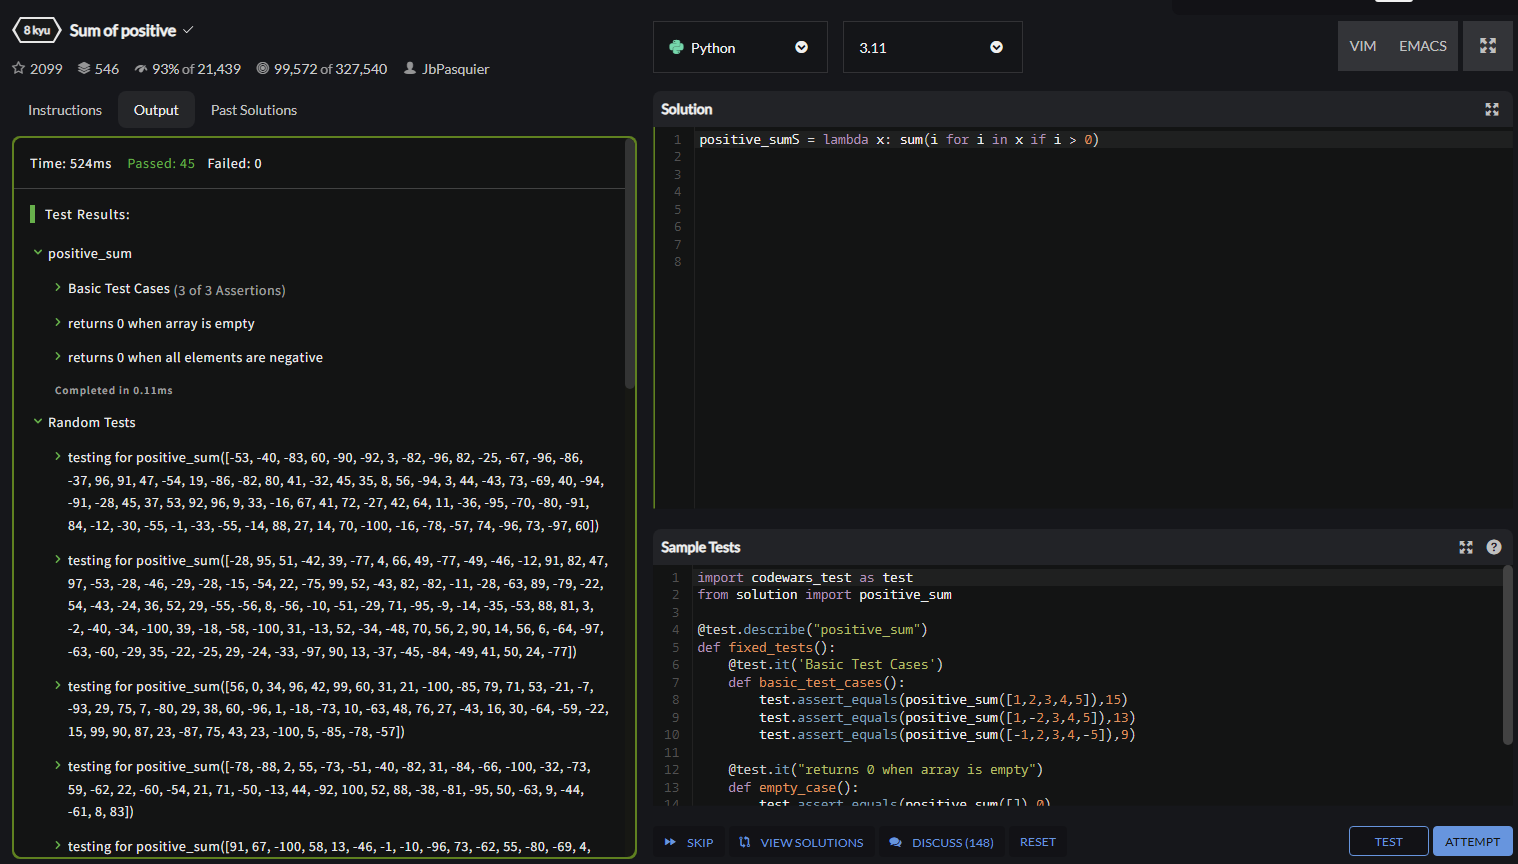 8 kyu Sum of positive
2099 546 93% of 21,439 99,572 of 327,540 JbPasquier
Instructions Output Past Solutions
Time: 524ms Passed: 45 Failed: 0
Test Results:
positive_sum
Basic Test Cases (3 of 3 Assertions)
returns 0 when array is empty
returns 0 when all elements are negative
Completed in 0.11ms
Random Tests
testing for positive_sum([-53, -40, -83, 60, -90, -92, 3, -82, -96, 82, -25, -67, -96, -86,
-37, 96, 91, 47, -54, 19, -86, -82, 80, 41, -32, 45, 35, 8, 56, -94, 3, 44, -43, 73, -69, 40, -94,
-91, -28, 45, 37, 53, 92, 96, 9, 33, -16, 67, 41, 72, -27, 42, 64, 11, -36, -95, -70, -80, -91,
84, -12, -30, -55, -1, -33, -55, -14, 88, 27, 14, 70, -100, -16, -78, -57, 74, -96, 73, -97, 60])
testing for positive_sum([-28, 95, 51, -42, 39, -77, 4, 66, 49, -77, -49, -46, -12, 91, 82, 47,
97, -53, -28, -46, -29, -28, -15, -54, 22, -75, 99, 52, -43, 82, -82, -11, -28, -63, 89, -79, -22,
54, -43, -24, 36, 52, 29, -55, -56, 8, -56, -10, -51, -29, 71, -95, -9, -14, -35, -53, 88, 81, 3,
-2, -40, -34, -100, 39, -18, -58, -100, 31, -13, 52, -34, -48, 70, 56, 2, 90, 14, 56, 6, -64, -97,
-63, -60, -29, 35, -22, -25, 29, -24, -33, -97, 90, 13, -37, -45, -84, -49, 41, 50, 24, -77])
testing for positive_sum([56, 0, 34, 96, 42, 99, 60, 31, 21, -100, -85, 79, 71, 53, -21, -7,
-93, 29, 75, 7, -80, 29, 38, 60, -96, 1, -18, -73, 10, -63, 48, 76, 27, -43, 16, 30, -64, -59, -22,
15, 99, 90, 87, 23, -87, 75, 43, 23, -100, 5, -85, -78, -57])
testing for positive_sum([-78, -88, 2, 55, -73, -51, -40, -82, 31, -84, -66, -100, -32, -73,
59, -62, 22, -60, -54, 21, 71, -50, -13, 44, -92, 100, 52, 88, -38, -81, -95, 50, -63, 9, -44,
-61, 8, 83])
testing for positive_sum([91, 67, -100, 58, 13, -46, -1, -10, -96, 73, -62, 55, -80, -69, 4,
Python 3.11 VIM EMACS
Solution
1 positive_sumS = lambda x: sum(i for i in x if i > 0)
2
3
4
5
6
7
8
Sample Tests
1 import codewars_test as test
2 from solution import positive_sum
3
4 @test.describe("positive_sum")
5 def fixed_tests():
6 @test.it('Basic Test Cases')
7 def basic_test_cases():
8 test.assert_equals(positive_sum([1,2,3,4,5]),15)
9 test.assert_equals(positive_sum([1,-2,3,4,5]),13)
10 test.assert_equals(positive_sum([-1,2,3,4,-5]),9)
11
12 @test.it("returns 0 when array is empty")
13 def empty_case():
14 test.assert_equals(positive_sum([]),0)
SKIP VIEW SOLUTIONS DISCUSS (148) RESET TEST ATTEMPT